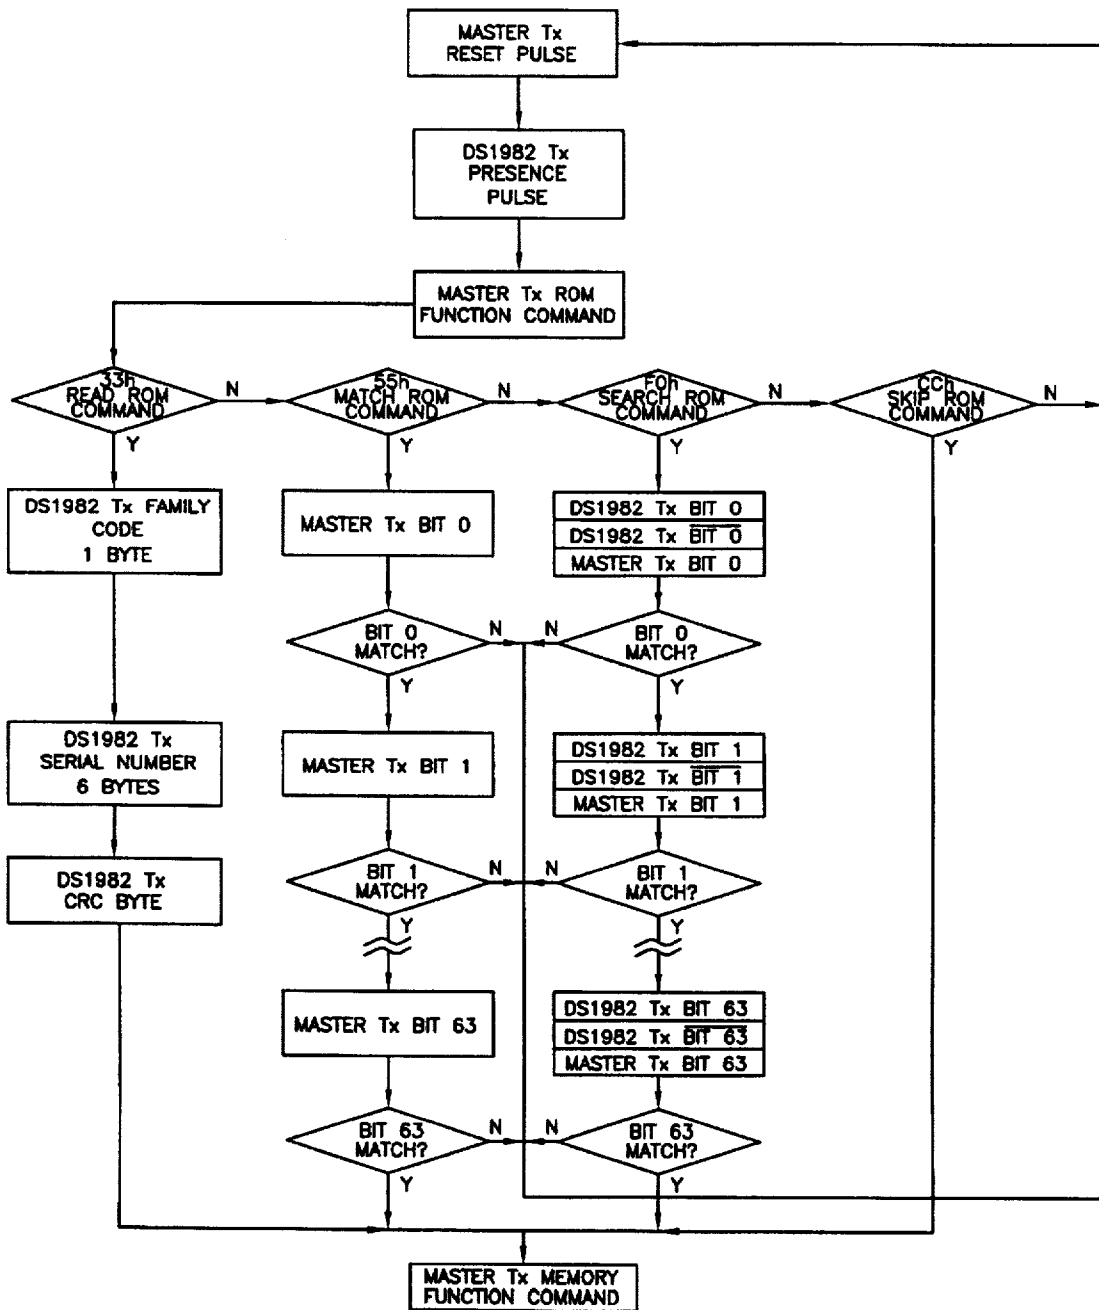 MASTER Tx
RESET PULSE
DS1982 Tx
PRESENCE
PULSE
MASTER Tx ROM
FUNCTION COMMAND
33h
READ ROM
COMMAND
N
55h
MATCH ROM
COMMAND
N
F0h
SEARCH ROM
COMMAND
N
CCh
SKIP ROM
COMMAND
N
Y
Y
Y
Y
DS1982 Tx FAMILY
CODE
1 BYTE
MASTER Tx BIT 0
DS1982 Tx BIT 0
DS1982 Tx B̅I̅T̅ ̅0̅
MASTER Tx BIT 0
BIT 0
MATCH?
N
N
BIT 0
MATCH?
Y
Y
DS1982 Tx
SERIAL NUMBER
6 BYTES
MASTER Tx BIT 1
DS1982 Tx BIT 1
DS1982 Tx B̅I̅T̅ ̅1̅
MASTER Tx BIT 1
DS1982 Tx
CRC BYTE
BIT 1
MATCH?
N
N
BIT 1
MATCH?
Y
Y
MASTER Tx BIT 63
DS1982 Tx BIT 63
DS1982 Tx B̅I̅T̅ ̅6̅3̅
MASTER Tx BIT 63
BIT 63
MATCH?
N
N
BIT 63
MATCH?
Y
Y
MASTER Tx MEMORY
FUNCTION COMMAND